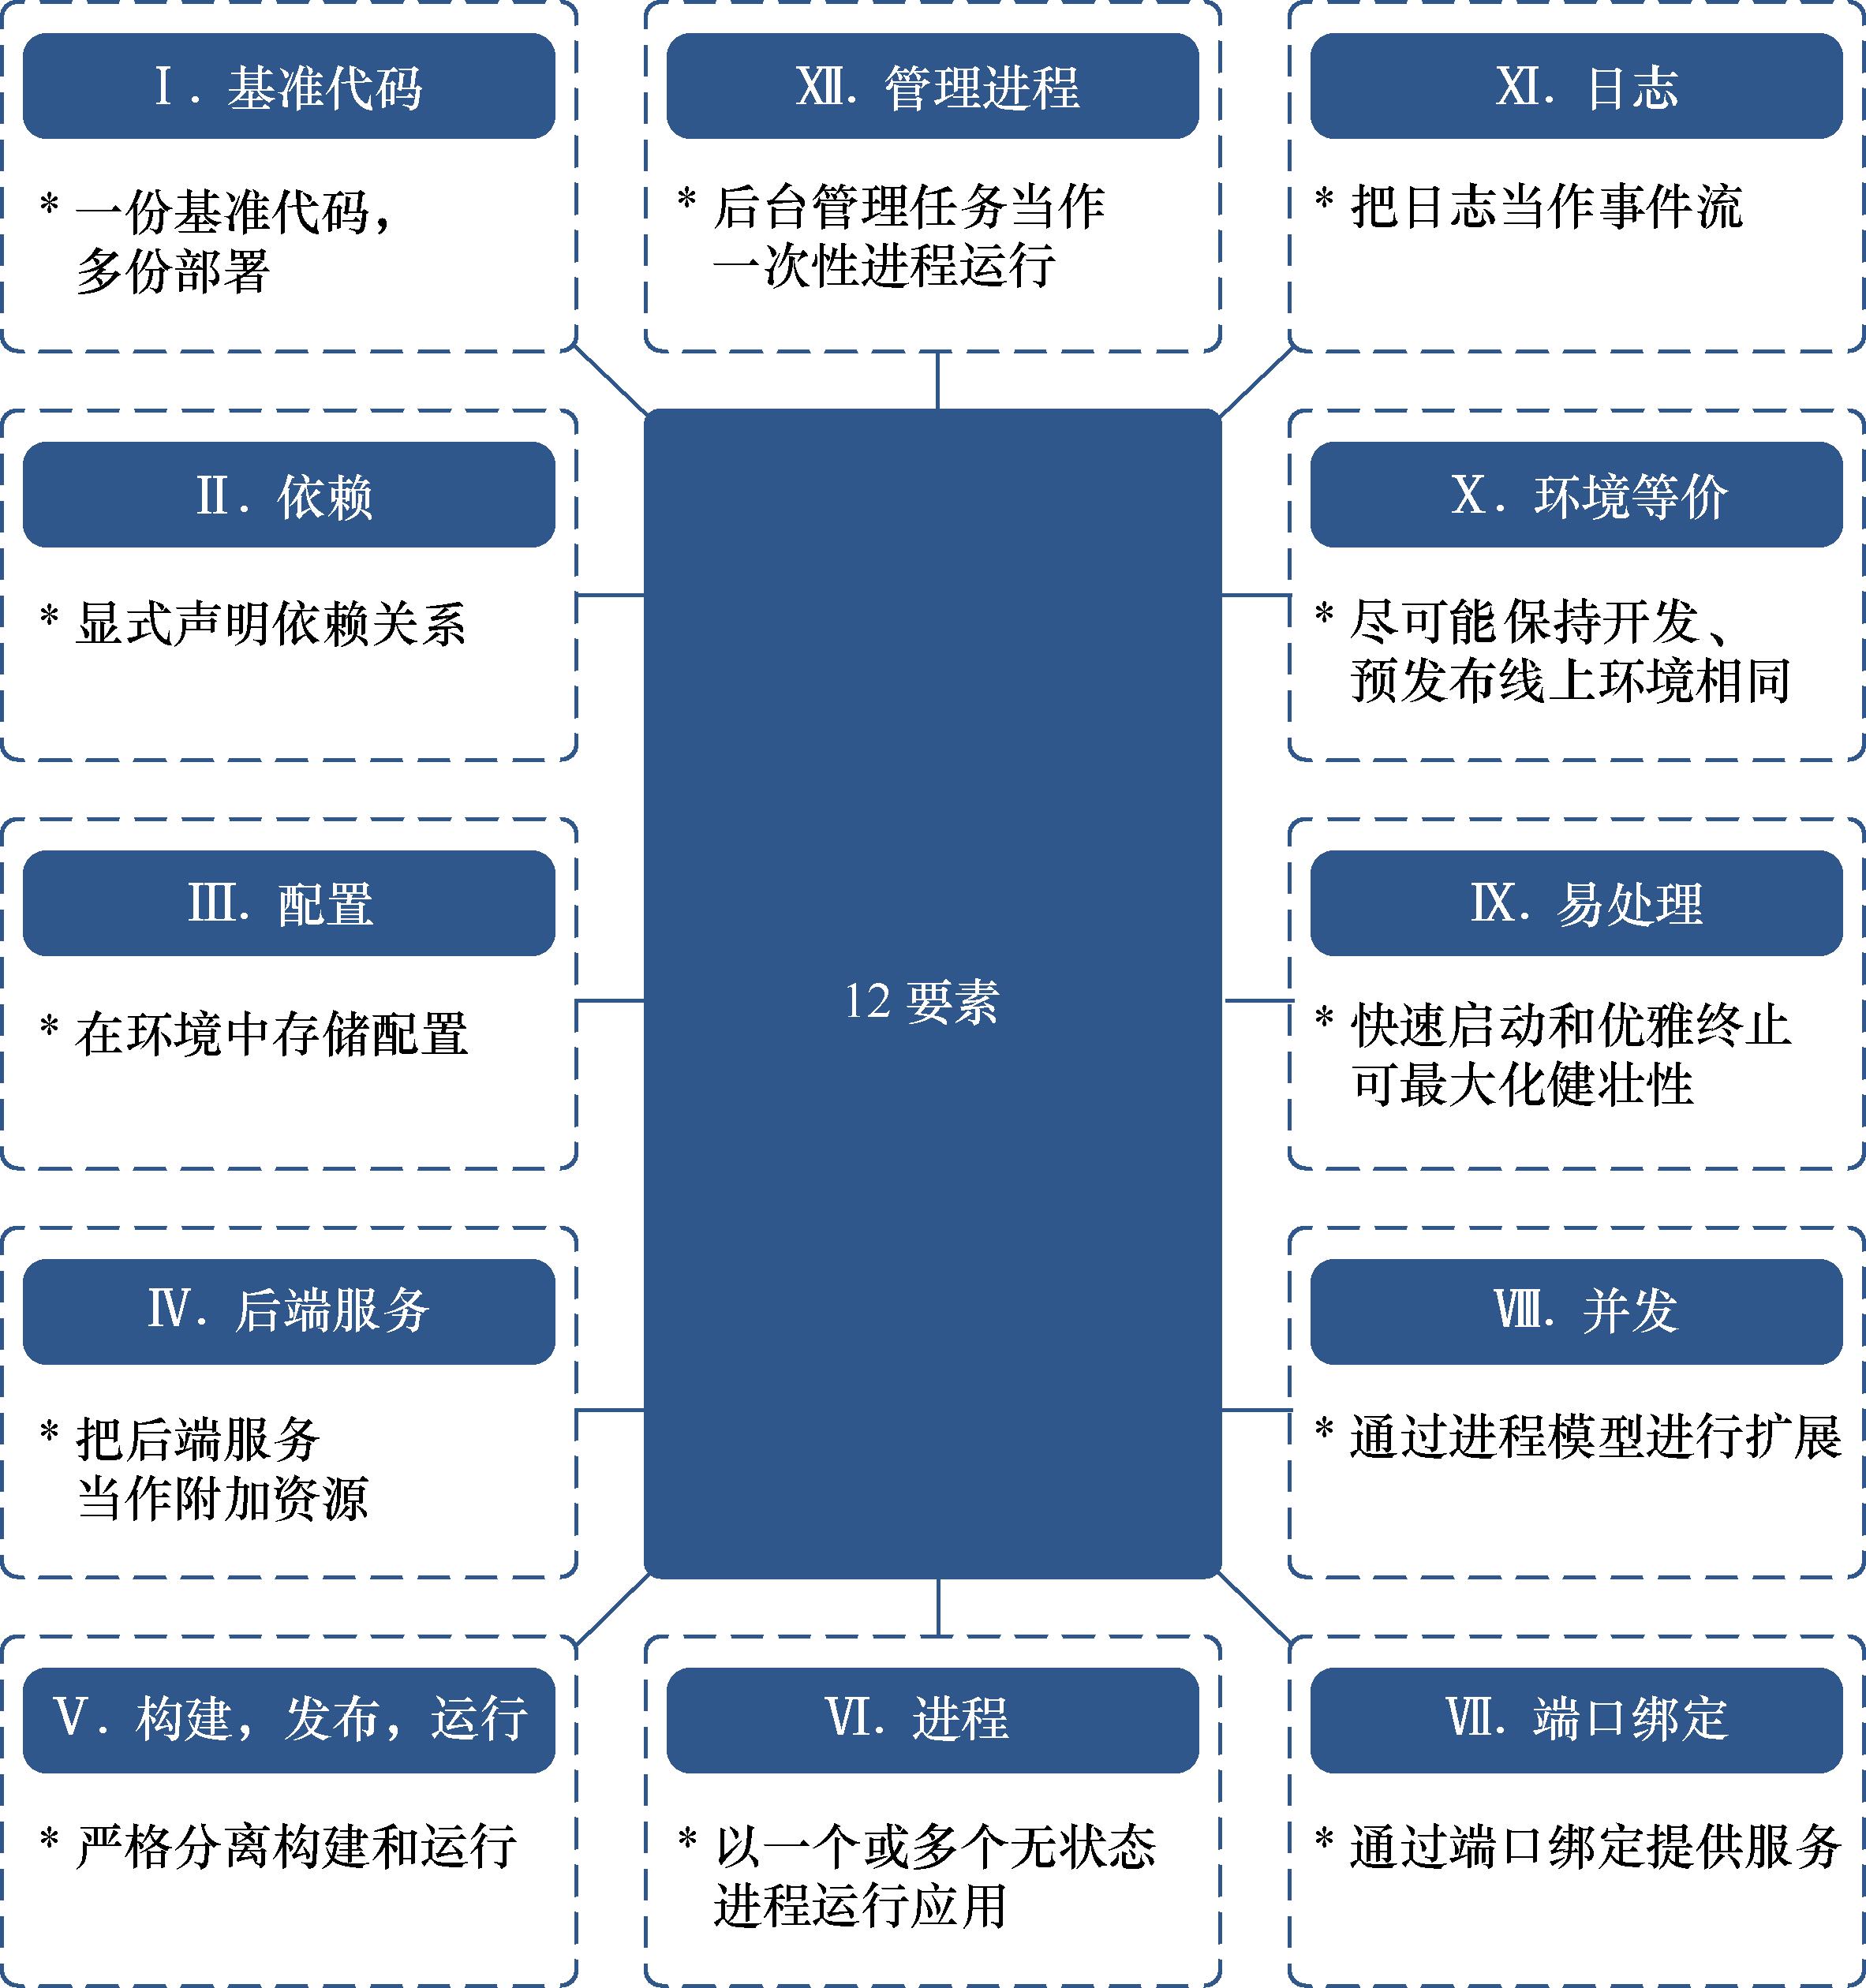 Ⅰ. 基准代码
* 一份基准代码，
多份部署
Ⅻ. 管理进程
* 后台管理任务当作
一次性进程运行
Ⅺ. 日志
* 把日志当作事件流
Ⅱ. 依赖
* 显式声明依赖关系
Ⅹ. 环境等价
* 尽可能保持开发、
预发布线上环境相同
Ⅲ. 配置
* 在环境中存储配置
12 要素
Ⅸ. 易处理
* 快速启动和优雅终止
可最大化健壮性
Ⅳ. 后端服务
* 把后端服务
当作附加资源
Ⅷ. 并发
* 通过进程模型进行扩展
Ⅴ. 构建，发布，运行
* 严格分离构建和运行
Ⅵ. 进程
* 以一个或多个无状态
进程运行应用
Ⅶ. 端口绑定
* 通过端口绑定提供服务